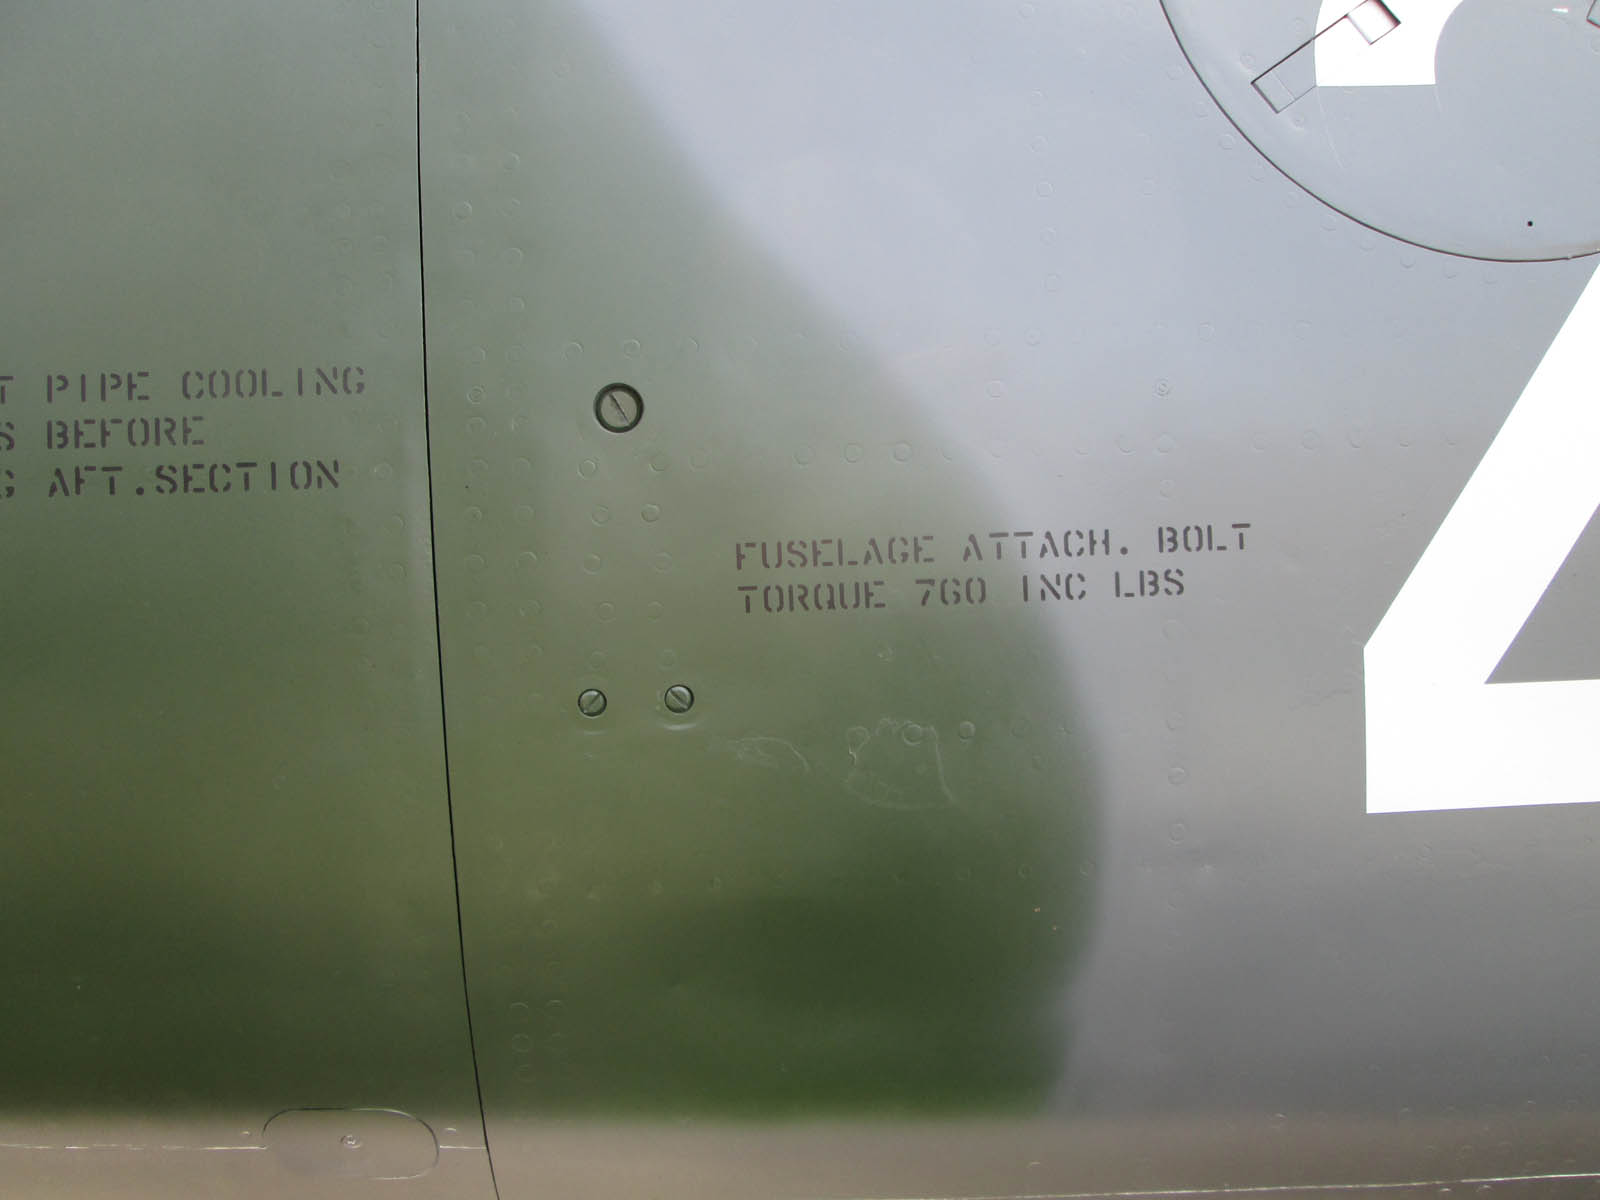 T PIPE COOLING
S BEFORE
G AFT.SECTION
FUSELAGE ATTACH. BOLT
TORQUE 760 INC LBS